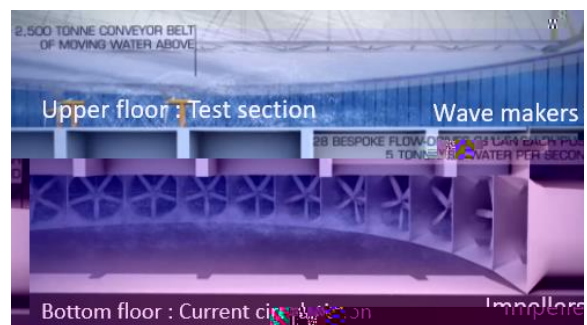 2,500 TONNE CONVEYOR BELT
OF MOVING WATER ABOVE
Upper floor : Test section
Wave makers
28 BESPOKE FLOW-
5 WATER PER SECON
Bottom floor : Current
Impellers